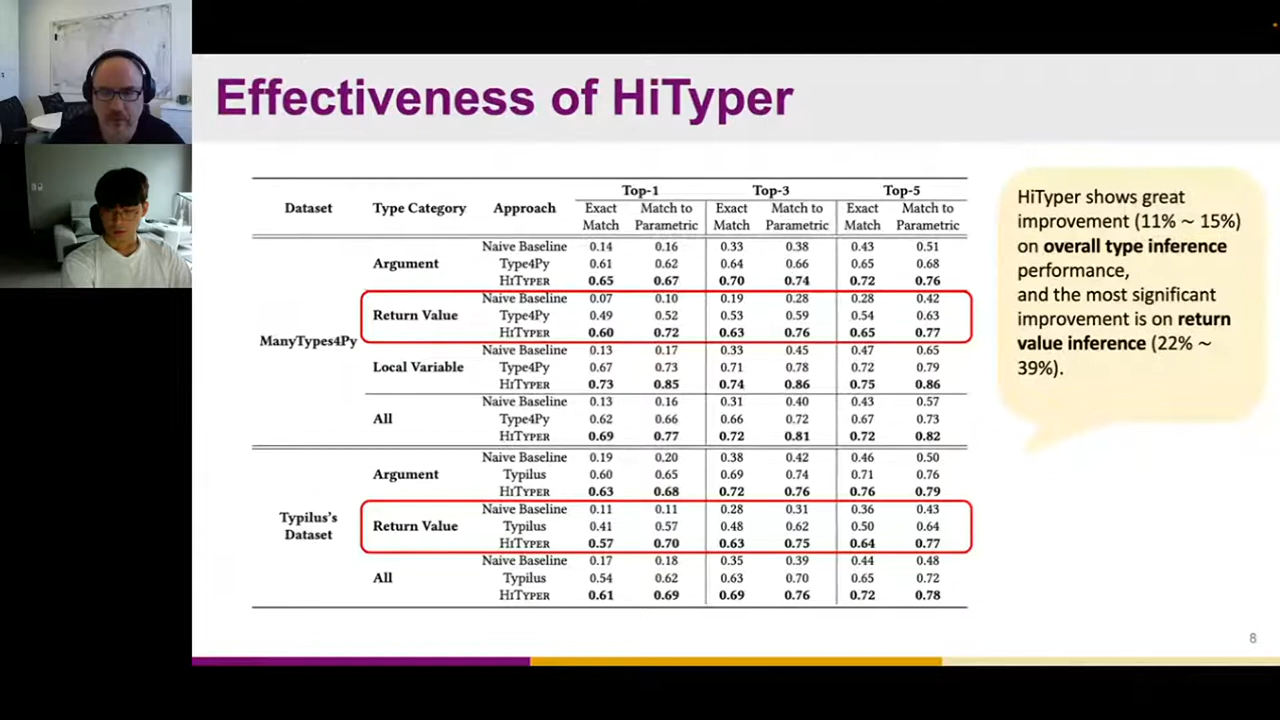 Effectiveness of HiTyper
Top-1 Top-3 Top-5
Dataset Type Category Approach Exact Match Match to Parametric Exact Match Match to Parametric Exact Match Match to Parametric
ManyTypes4Py
Argument
Naive Baseline 0.14 0.16 0.33 0.38 0.43 0.51
Type4Py 0.61 0.62 0.64 0.66 0.65 0.68
HiTyper 0.65 0.67 0.70 0.74 0.72 0.76
Return Value
Naive Baseline 0.07 0.10 0.19 0.28 0.28 0.42
Type4Py 0.49 0.52 0.53 0.59 0.54 0.63
HiTyper 0.60 0.72 0.63 0.76 0.65 0.77
Local Variable
Naive Baseline 0.13 0.17 0.33 0.45 0.47 0.65
Type4Py 0.67 0.73 0.71 0.78 0.72 0.79
HiTyper 0.73 0.85 0.74 0.86 0.75 0.86
All
Naive Baseline 0.13 0.16 0.31 0.40 0.43 0.57
Type4Py 0.62 0.66 0.66 0.72 0.67 0.73
HiTyper 0.69 0.77 0.72 0.81 0.72 0.82
Typilus's
Dataset
Argument
Naive Baseline 0.19 0.20 0.38 0.42 0.46 0.50
Typilus 0.60 0.65 0.69 0.74 0.71 0.76
HiTyper 0.63 0.68 0.72 0.76 0.76 0.79
Return Value
Naive Baseline 0.11 0.11 0.28 0.31 0.36 0.43
Typilus 0.41 0.57 0.48 0.62 0.50 0.64
HiTyper 0.57 0.70 0.63 0.75 0.64 0.77
All
Naive Baseline 0.17 0.18 0.35 0.39 0.44 0.48
Typilus 0.54 0.62 0.63 0.70 0.65 0.72
HiTyper 0.61 0.69 0.69 0.76 0.72 0.78
HiTyper shows great
improvement (11% ~ 15%)
on overall type inference
performance,
and the most significant
improvement is on return
value inference (22% ~
39%).
8